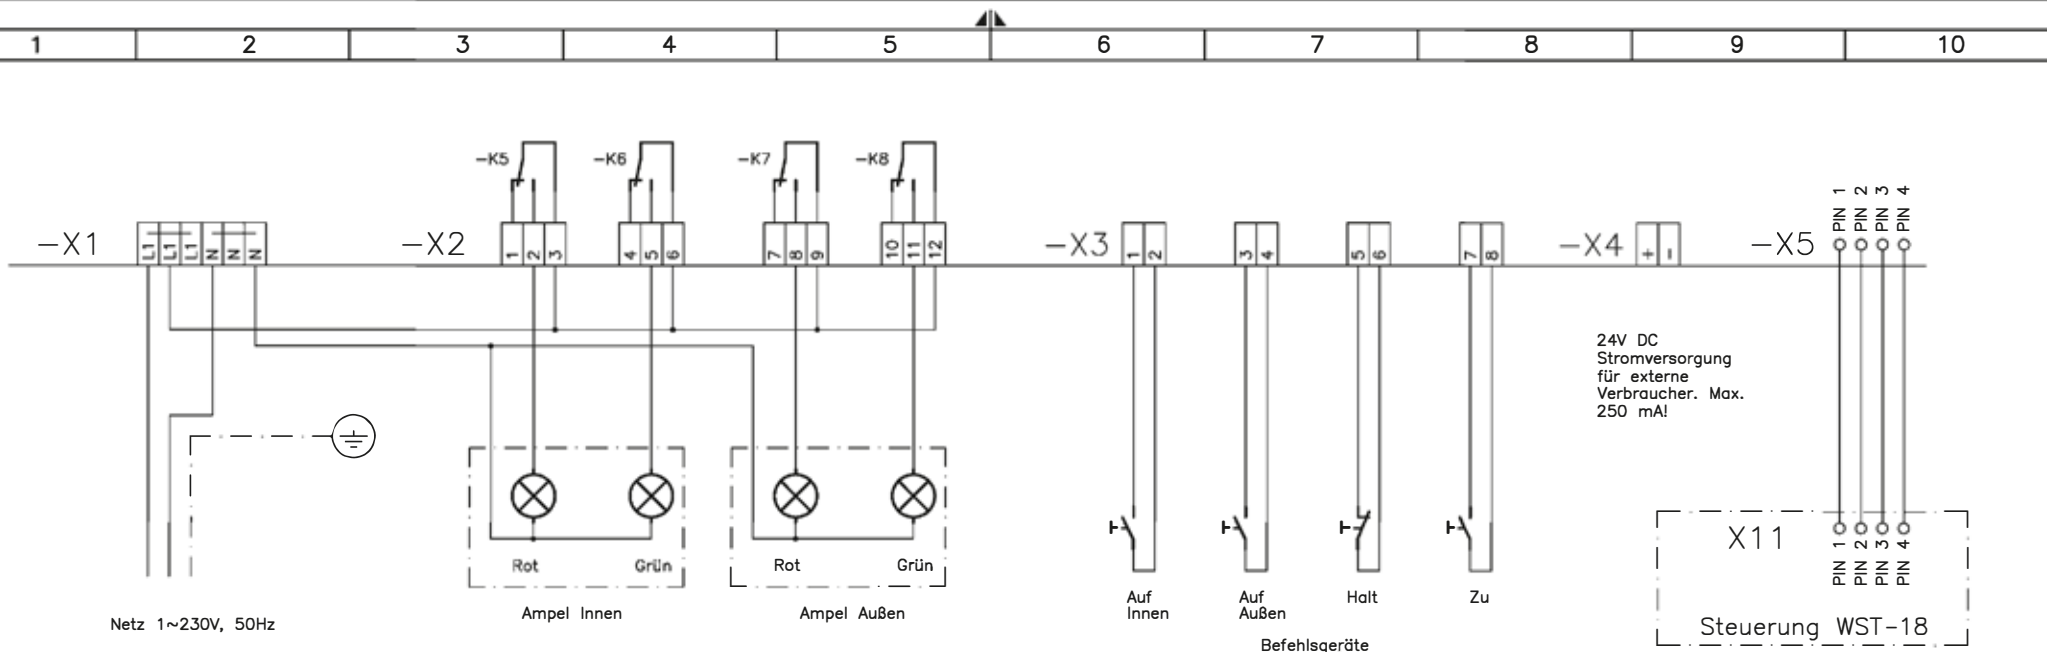 1 2 3 4 5 6 7 8 9 10
-K5 -K6 -K7 -K8
PIN 1 PIN 2 PIN 3 PIN 4
-X1 L1 L1 L1 N N N -X2 1 2 3 4 5 6 7 8 9 10 11 12 -X3 1 2 3 4 5 6 7 8 -X4 + - -X5
24V DC
Stromversorgung
für externe
Verbraucher. Max.
250 mA!
X11 PIN 1 PIN 2 PIN 3 PIN 4
Rot Grün Rot Grün
Ampel Innen Ampel Außen
Auf
Innen
Auf
Außen
Halt
Zu
Netz 1~230V, 50Hz
Befehlsgeräte
Steuerung WST-18